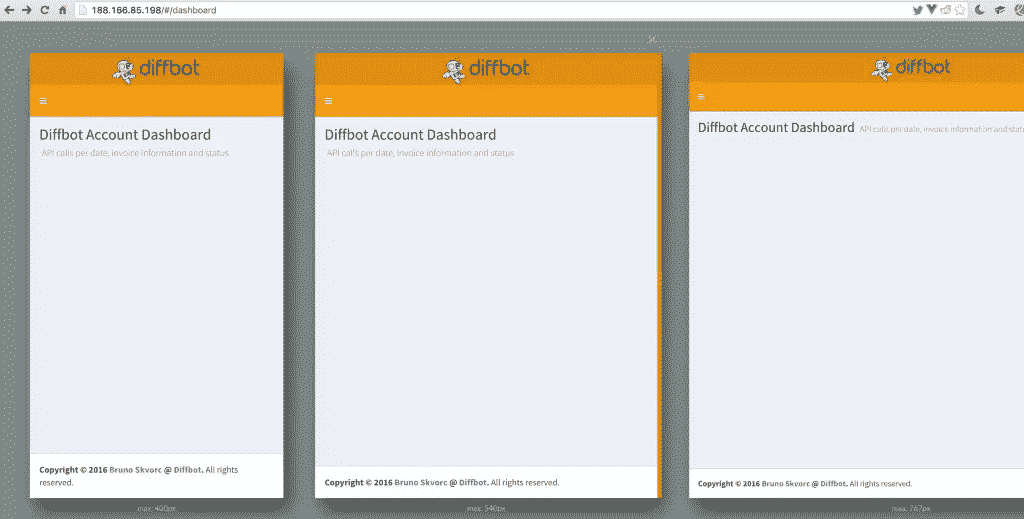 188.166.85.198/#/dashboard
diffbot
Diffbot Account Dashboard
API calls per date, invoice information and status
Copyright © 2016 Bruno Skvorc @ Diffbot. All rights
reserved.
max: 400px
diffbot
Diffbot Account Dashboard
API calls per date, invoice information and status
Copyright © 2016 Bruno Skvorc @ Diffbot. All rights reserved.
max: 540px
diffbot
Diffbot Account Dashboard API calls per date, invoice information and
Copyright © 2016 Bruno Skvorc @ Diffbot. All rights reserved.
max: 767px